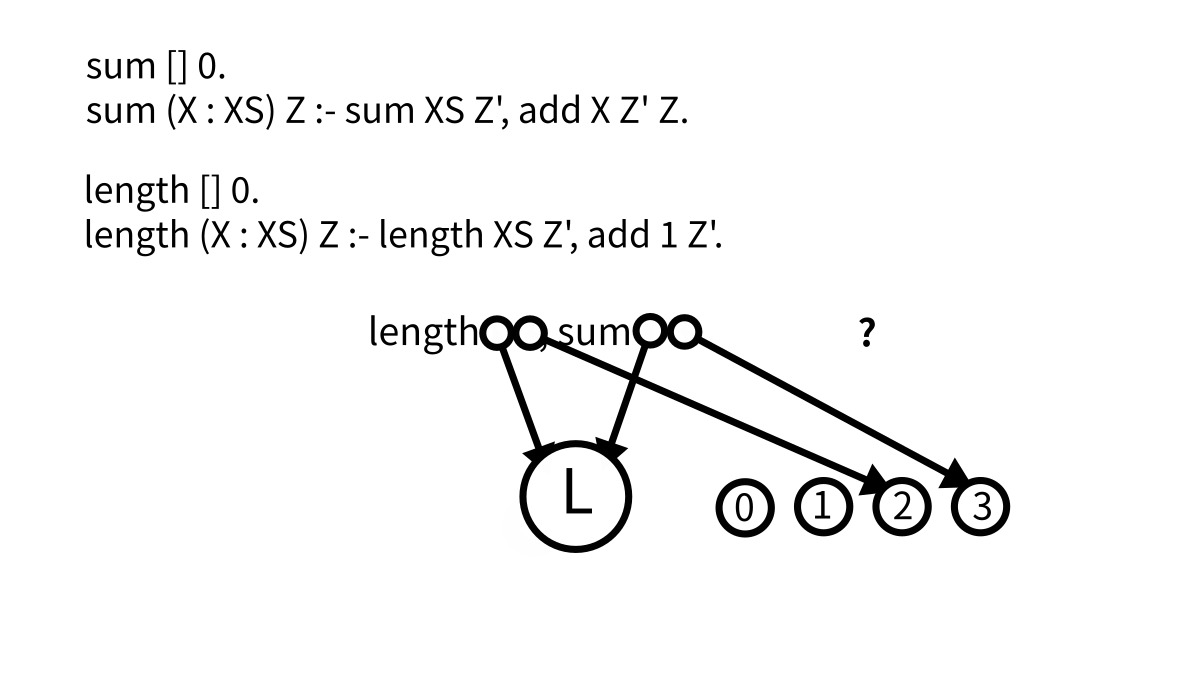 sum [] 0.
sum (X : XS) Z :- sum XS Z', add X Z' Z.
length [] 0.
length (X : XS) Z :- length XS Z', add 1 Z'.
length , sum ?
L 0 1 2 3